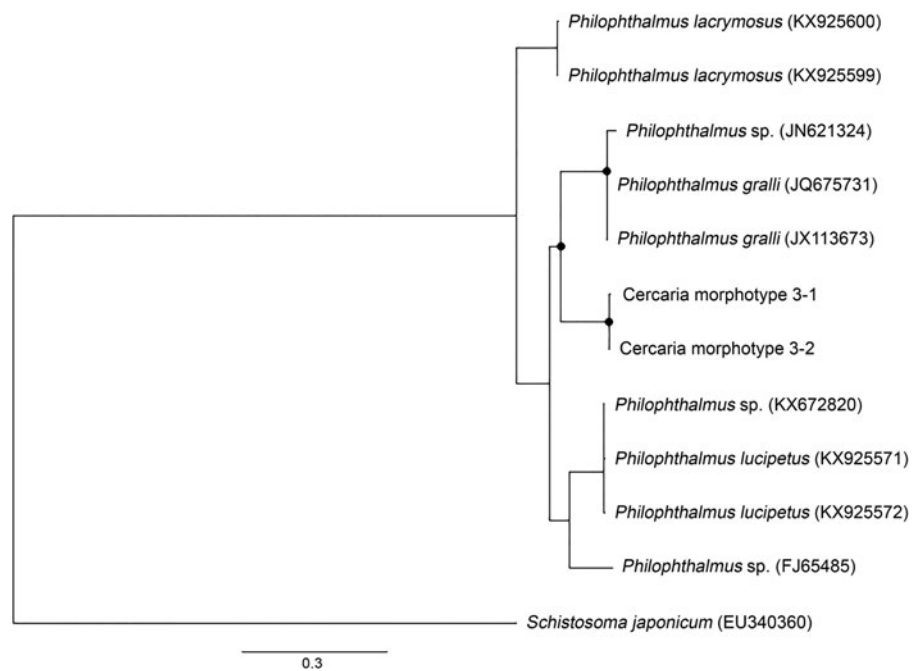 Philophthalmus lacrymosus (KX925600)
Philophthalmus lacrymosus (KX925599)
Philophthalmus sp. (JN621324)
Philophthalmus gralli (JQ675731)
Philophthalmus gralli (JX113673)
Cercaria morphotype 3-1
Cercaria morphotype 3-2
Philophthalmus sp. (KX672820)
Philophthalmus lucipetus (KX925571)
Philophthalmus lucipetus (KX925572)
Philophthalmus sp. (FJ65485)
Schistosoma japonicum (EU340360)
0.3